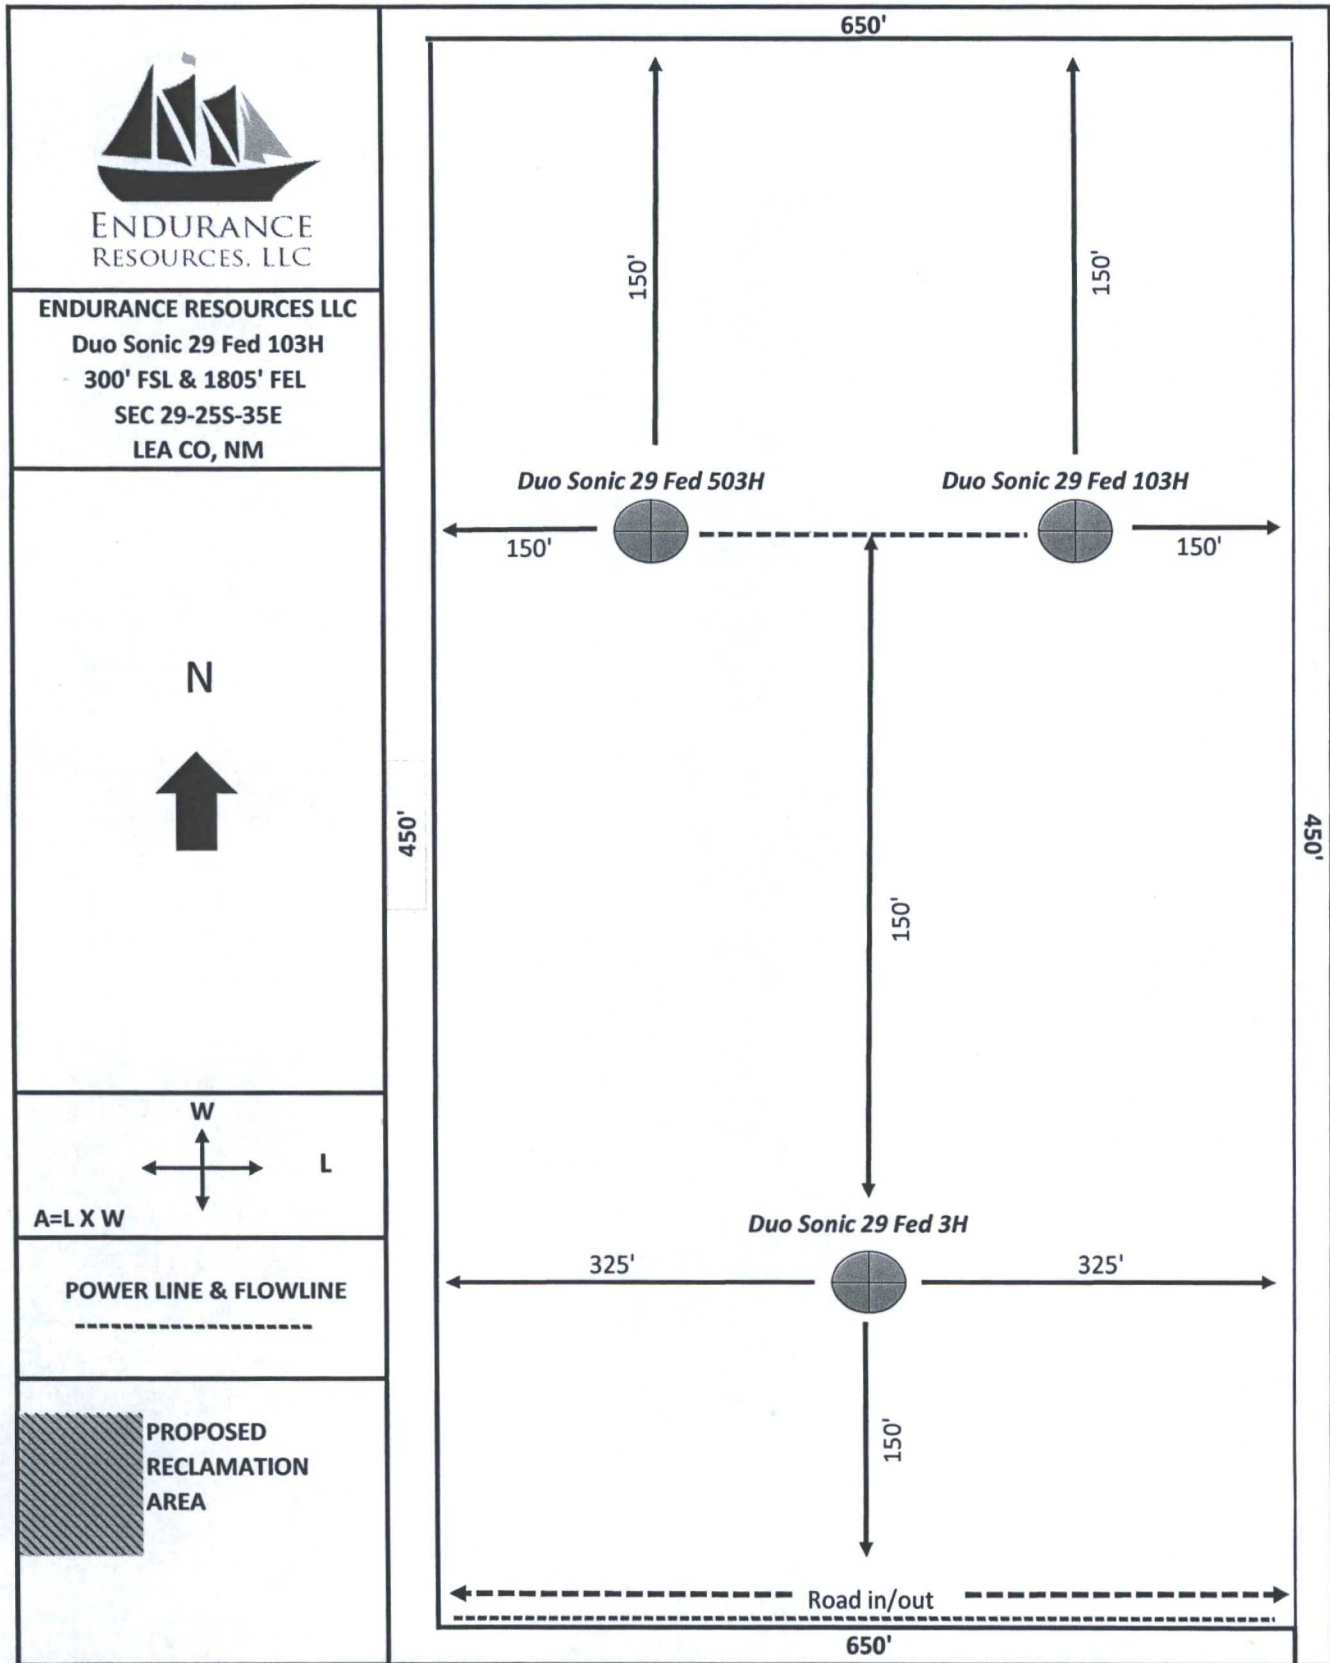 ENDURANCE
RESOURCES, LLC
ENDURANCE RESOURCES LLC
Duo Sonic 29 Fed 103H
300' FSL & 1805' FEL
SEC 29-25S-35E
LEA CO, NM
N
W
L
A=L X W
POWER LINE & FLOWLINE
PROPOSED
RECLAMATION
AREA
650'
150'
150'
Duo Sonic 29 Fed 503H
Duo Sonic 29 Fed 103H
150'
150'
450'
450'
150'
Duo Sonic 29 Fed 3H
325'
325'
150'
Road in/out
650'